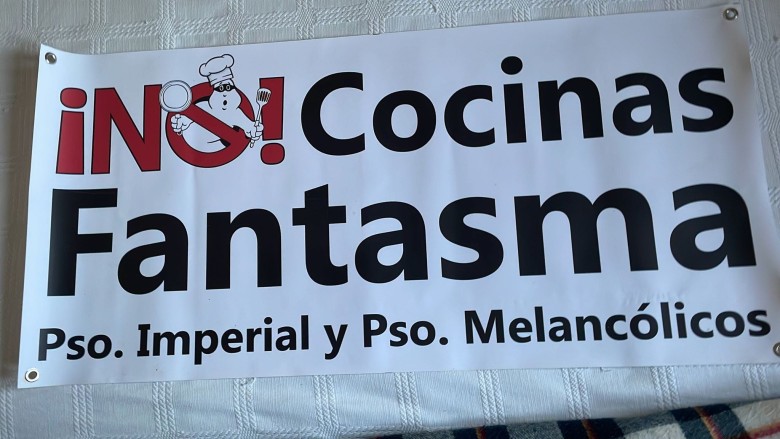 ¡NO! Cocinas
Fantasma
Pso. Imperial y Pso. Melancólicos